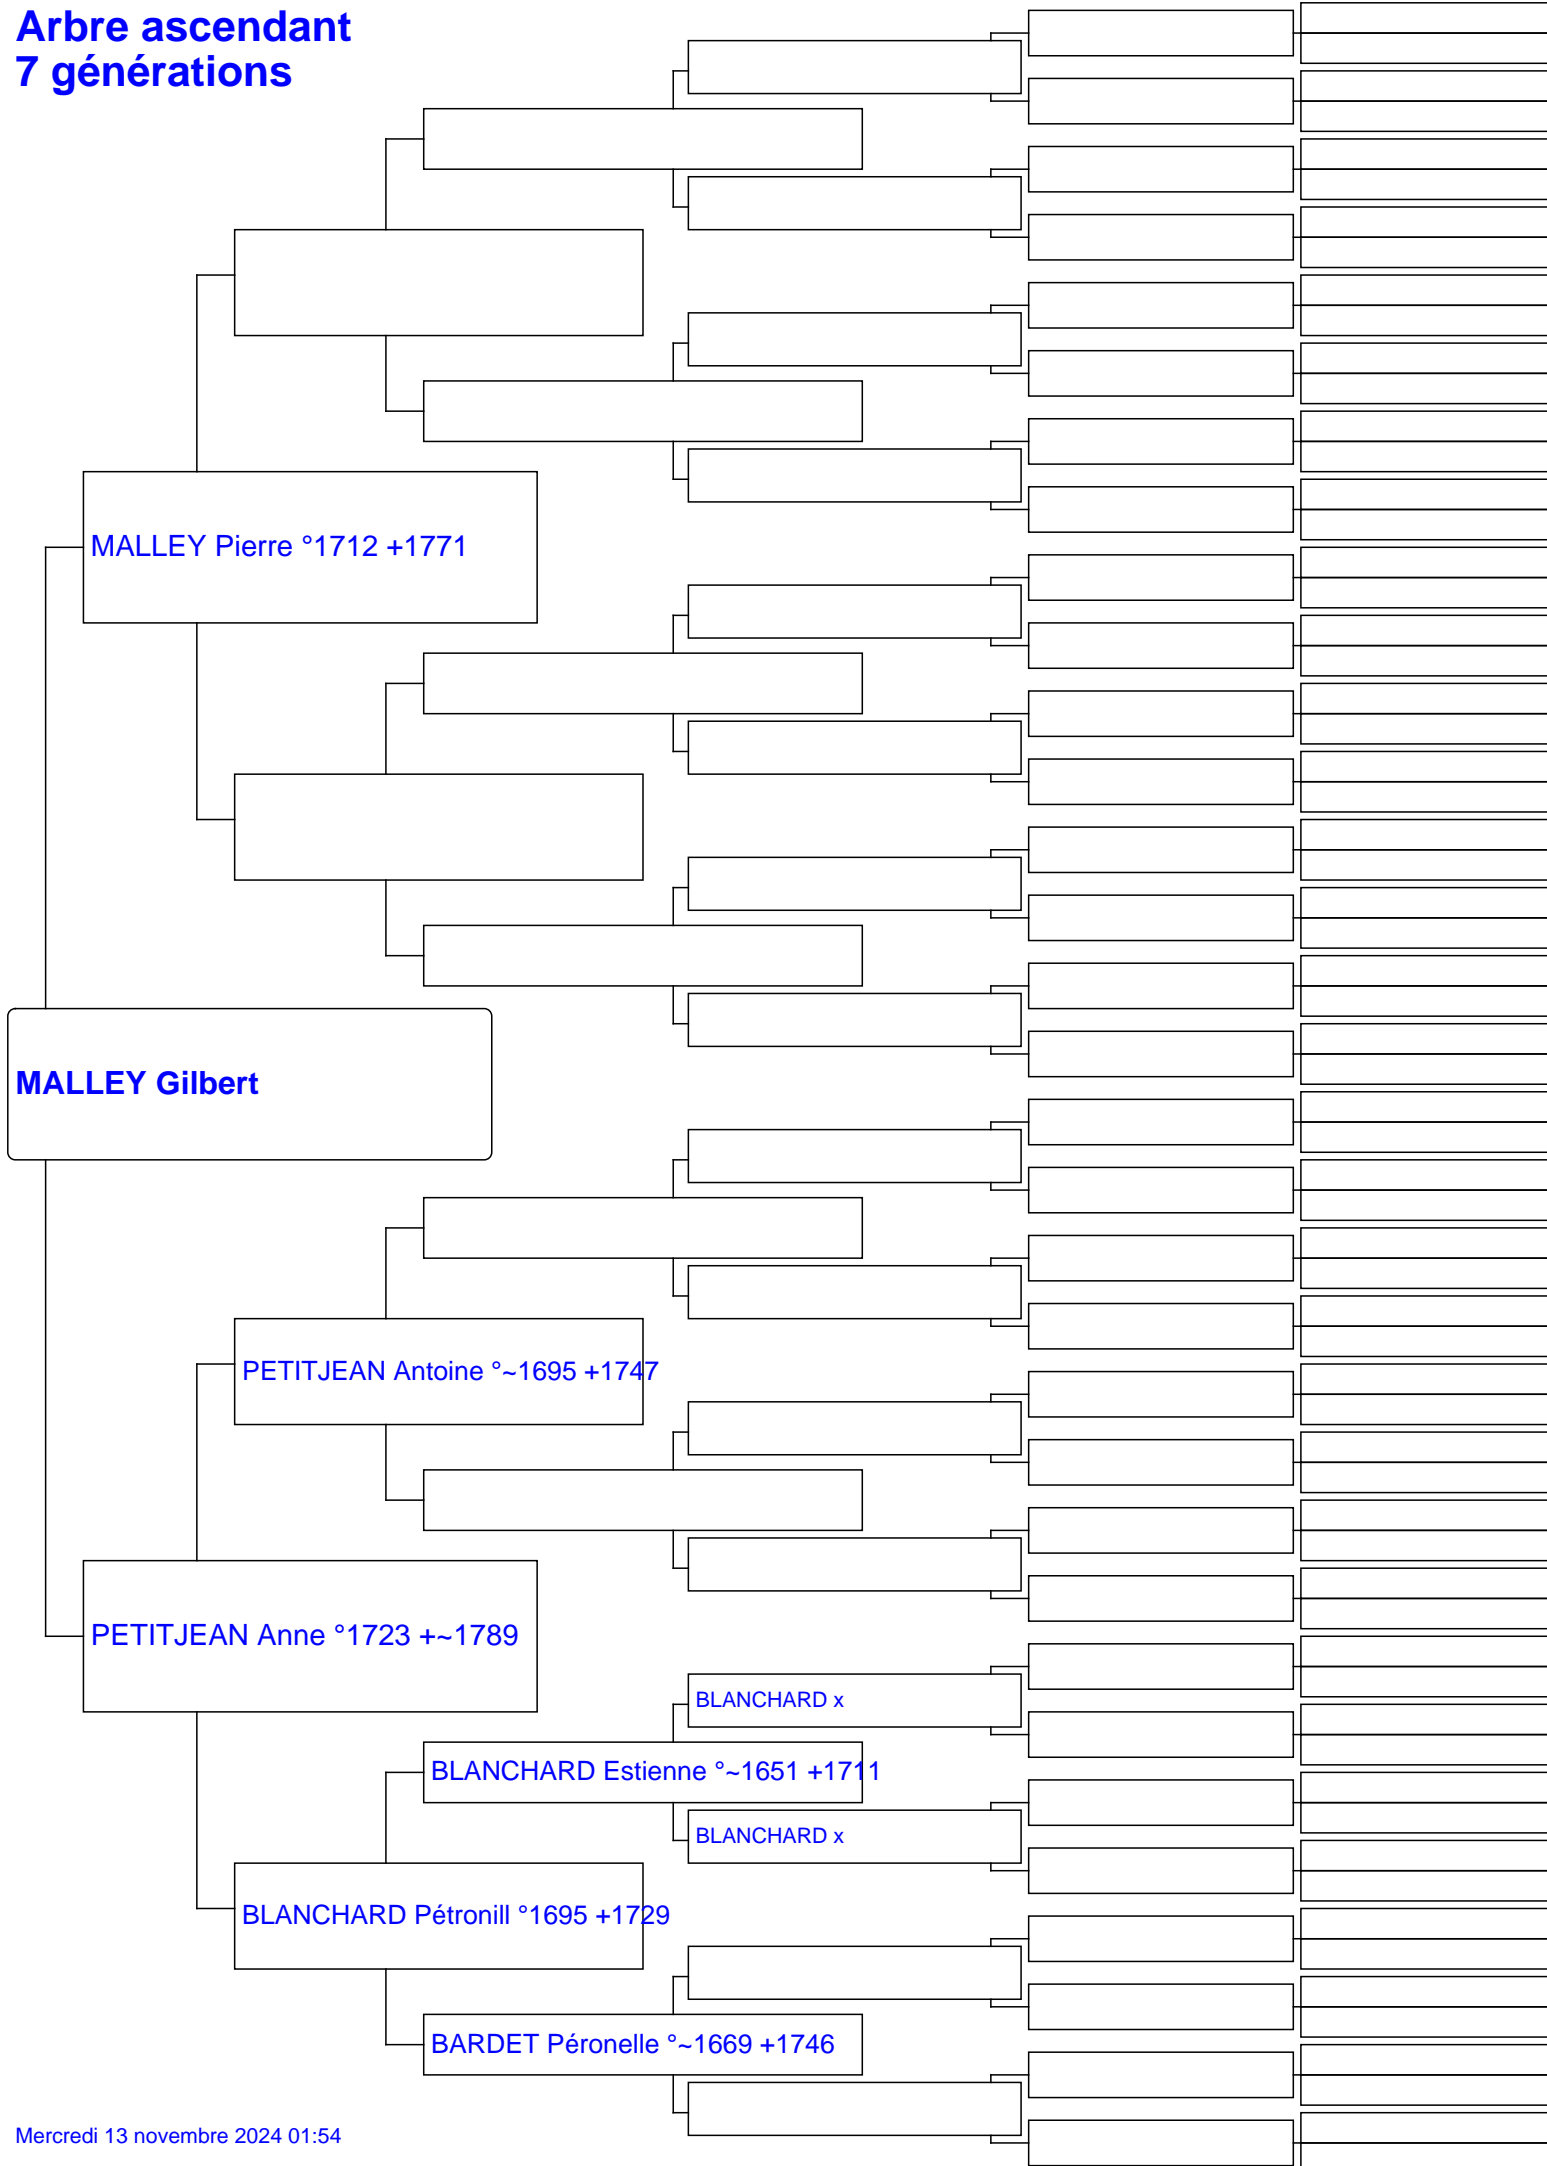 Arbre ascendant
7 générations
MALLEY Pierre °1712 +1771
MALLEY Gilbert
PETITJEAN Antoine °~1695 +1747
PETITJEAN Anne °1723 +~1789
BLANCHARD x
BLANCHARD Estienne °~1651 +1711
BLANCHARD x
BLANCHARD Pétronill °1695 +1729
BARDET Péronelle °~1669 +1746
Mercredi 13 novembre 2024 01:54